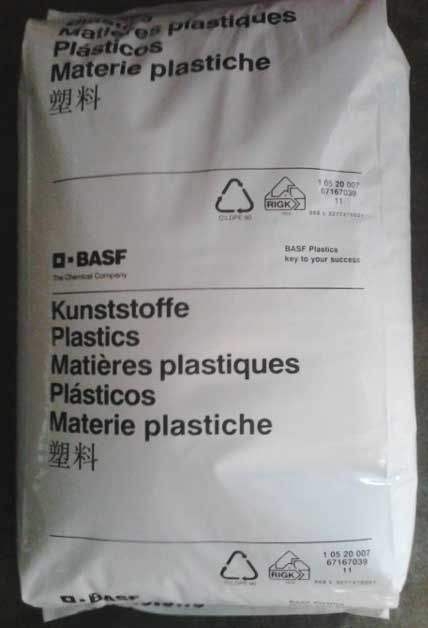 Matières plastiques
Plásticos
Materie plastiche
塑料
RIGK
1 05 20 007
67167039
11
BASF
The Chemical Company
BASF Plastics
key to your success
Kunststoffe
Plastics
Matières plastiques
Plásticos
Materie plastiche
塑料
RIGK
1 05 20 007
67167039
11
BASF